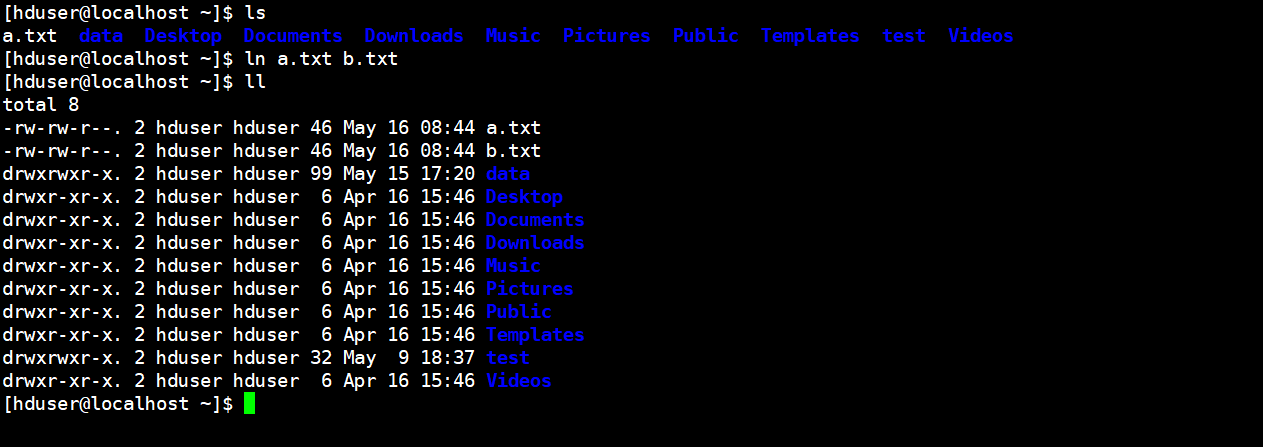 [hduser@localhost ~]$ ls
a.txt  data  Desktop  Documents  Downloads  Music  Pictures  Public  Templates  test  Videos
[hduser@localhost ~]$ ln a.txt b.txt
[hduser@localhost ~]$ ll
total 8
-rw-rw-r--. 2 hduser hduser 46 May 16 08:44 a.txt
-rw-rw-r--. 2 hduser hduser 46 May 16 08:44 b.txt
drwxrwxr-x. 2 hduser hduser 99 May 15 17:20 data
drwxr-xr-x. 2 hduser hduser  6 Apr 16 15:46 Desktop
drwxr-xr-x. 2 hduser hduser  6 Apr 16 15:46 Documents
drwxr-xr-x. 2 hduser hduser  6 Apr 16 15:46 Downloads
drwxr-xr-x. 2 hduser hduser  6 Apr 16 15:46 Music
drwxr-xr-x. 2 hduser hduser  6 Apr 16 15:46 Pictures
drwxr-xr-x. 2 hduser hduser  6 Apr 16 15:46 Public
drwxr-xr-x. 2 hduser hduser  6 Apr 16 15:46 Templates
drwxrwxr-x. 2 hduser hduser 32 May  9 18:37 test
drwxr-xr-x. 2 hduser hduser  6 Apr 16 15:46 Videos
[hduser@localhost ~]$